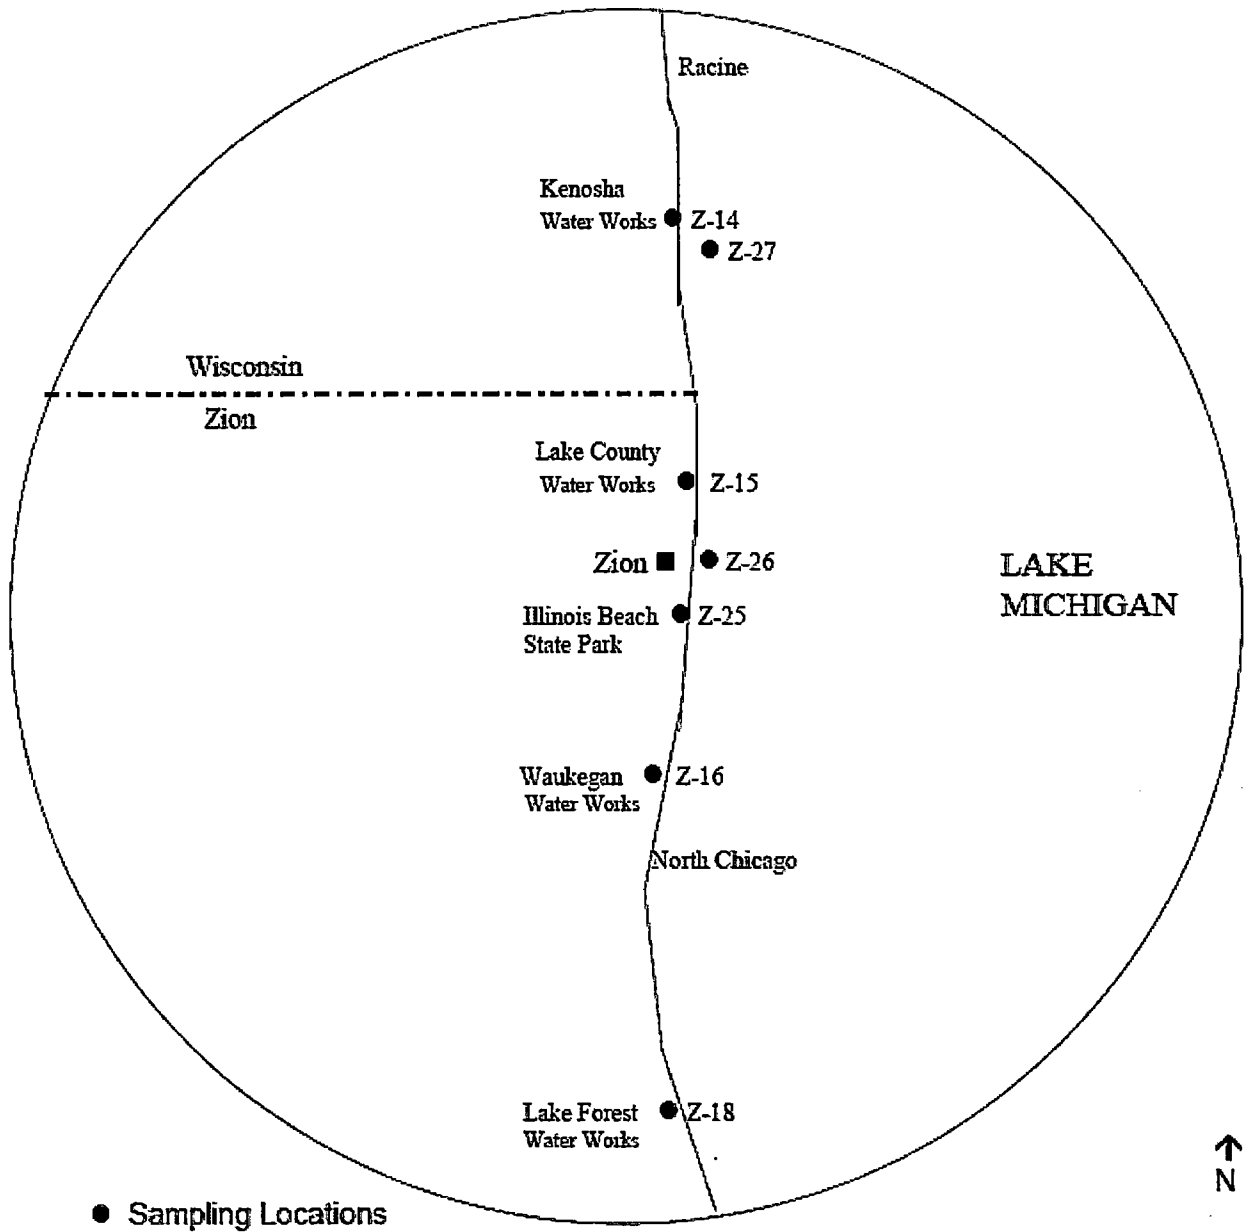 Racine
Kenosha
Water Works
Z-14
Z-27
Wisconsin
Zion
Lake County
Water Works
Z-15
Zion
Z-26
LAKE
MICHIGAN
Illinois Beach
State Park
Z-25
Waukegan
Water Works
Z-16
North Chicago
Lake Forest
Water Works
Z-18
N
Sampling Locations